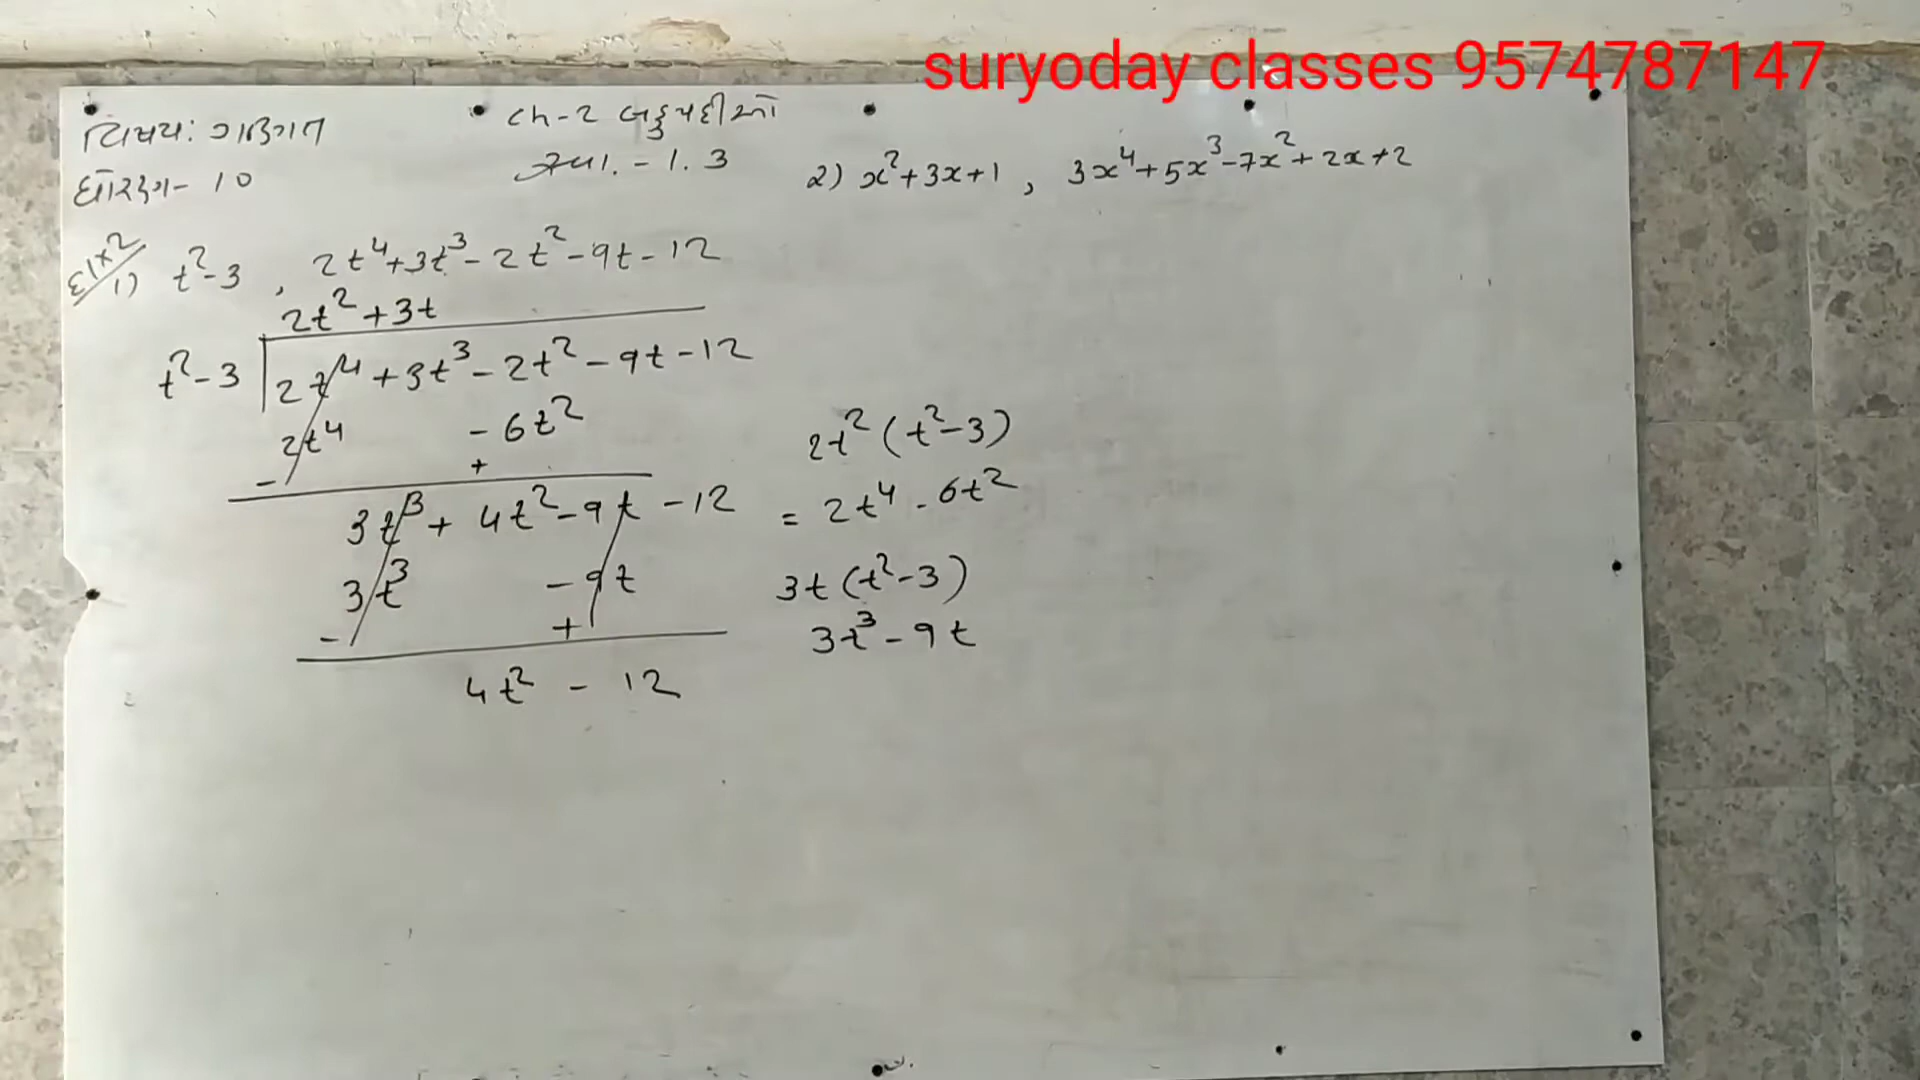 suryoday classes 9574787147
વિષય: ગણિત
ધોરણ- 10
ch-2 બહુપદીઓ
સ્વા. - 1.3
2) x²+3x+1 , 3x⁴+5x³-7x²+2x+2
1) t²-3 , 2t⁴+3t³-2t²-9t-12
2t²+3t
t²-3 2t⁴+3t³-2t²-9t-12
2t⁴ -6t²
- +
3t³+4t²-9t-12
3t³ -9t
- +
4t² - 12
2t² (t²-3)
= 2t⁴ - 6t²
3t (t²-3)
3t³-9t